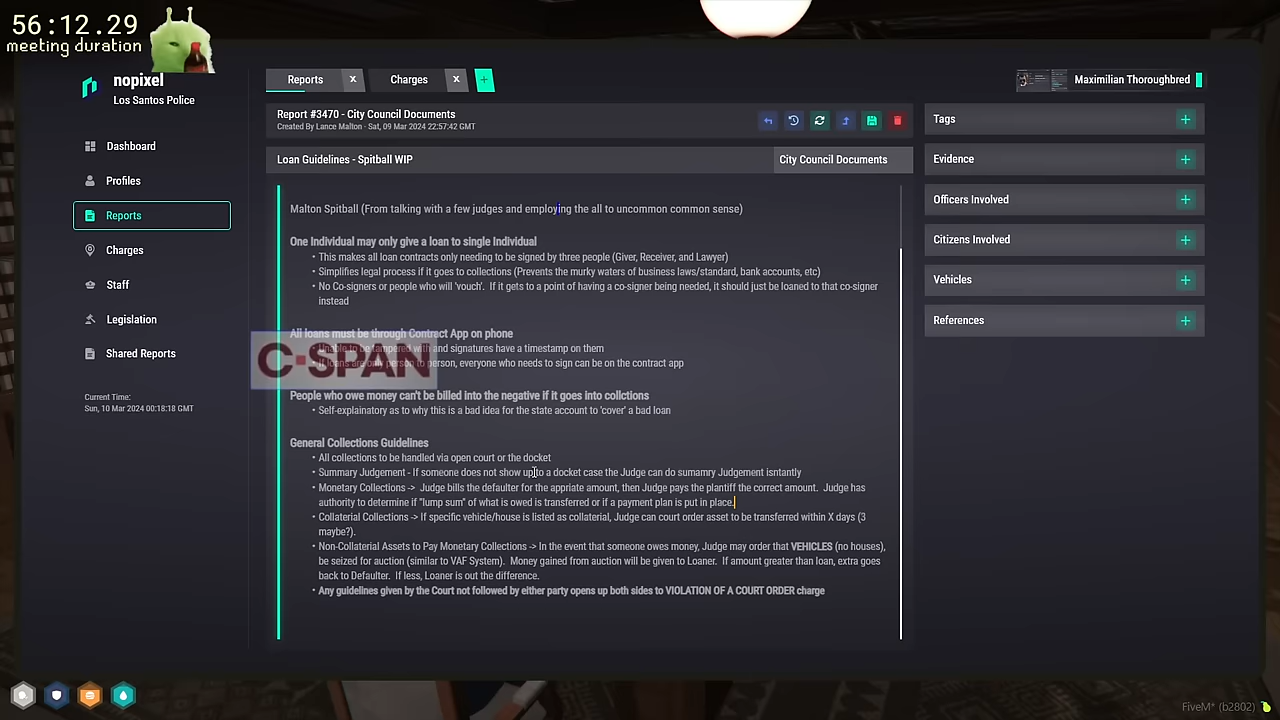 56:12.29
meeting duration
nopixel
Los Santos Police
Dashboard
Profiles
Reports
Charges
Staff
Legislation
Shared Reports
Current Time:
Sun, 10 Mar 2024 00:18:18 GMT
Reports x Charges x +
Maximilian Thoroughbred
Report #3470 - City Council Documents
Created By Lance Malton · Sat, 09 Mar 2024 22:57:42 GMT
Loan Guidelines - Spitball WIP
City Council Documents
Malton Spitball (From talking with a few judges and employing the all to uncommon common sense)
One Individual may only give a loan to single Individual
• This makes all loan contracts only needing to be signed by three people (Giver, Receiver, and Lawyer)
• Simplifies legal process if it goes to collections (Prevents the murky waters of business laws/standard, bank accounts, etc)
• No Co-signers or people who will 'vouch'. If it gets to a point of having a co-signer being needed, it should just be loaned to that co-signer
instead
All loans must be through Contract App on phone
• Unable to be tampered with and signatures have a timestamp on them
• If loans are only person to person, everyone who needs to sign can be on the contract app
C-SPAN
People who owe money can't be billed into the negative if it goes into collctions
• Self-explainatory as to why this is a bad idea for the state account to 'cover' a bad loan
General Collections Guidelines
• All collections to be handled via open court or the docket
• Summary Judgement - If someone does not show up to a docket case the Judge can do sumamry Judgement isntantly
• Monetary Collections -> Judge bills the defaulter for the appriate amount, then Judge pays the plantiff the correct amount. Judge has
authority to determine if "lump sum" of what is owed is transferred or if a payment plan is put in place.
• Collaterial Collections -> If specific vehicle/house is listed as collaterial, Judge can court order asset to be transferred within X days (3
maybe?).
• Non-Collaterial Assets to Pay Monetary Collections -> In the event that someone owes money, Judge may order that VEHICLES (no houses),
be seized for auction (similar to VAF System). Money gained from auction will be given to Loaner. If amount greater than loan, extra goes
back to Defaulter. If less, Loaner is out the difference.
• Any guidelines given by the Court not followed by either party opens up both sides to VIOLATION OF A COURT ORDER charge
Tags
Evidence
Officers Involved
Citizens Involved
Vehicles
References
FiveM* (b2802)